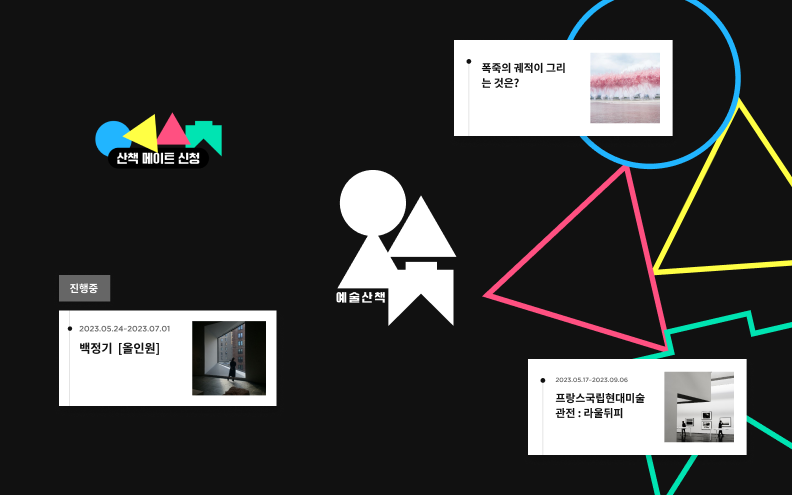 폭죽의 궤적이 그리
는 것은?
산책 메이트 신청
예술산책
진행중
2023.05.24-2023.07.01
백정기 [올인원]
2023.05.17-2023.09.06
프랑스국립현대미술
관전 : 라울뒤피